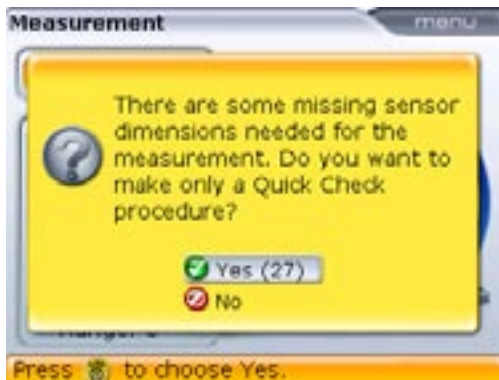 Measurement
menu
There are some missing sensor
dimensions needed for the
measurement. Do you want to
make only a Quick Check
procedure?
Yes (27)
No
Press to choose Yes.